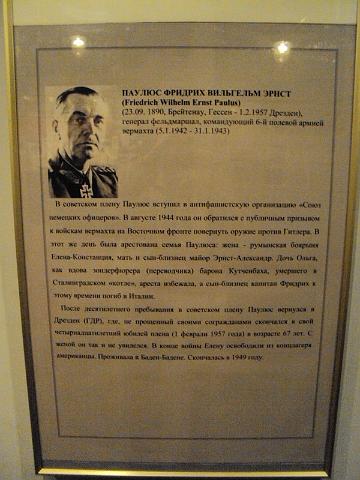 ПАУЛЮС ФРИДРИХ ВИЛЬГЕЛЬМ ЭРНСТ
(Friedrich Wilhelm Ernst Paulus)
(23.09. 1890, Брейтенау, Гессен - 1.2.1957 Дрезден),
генерал фельдмаршал, командующий 6-й полевой армией
вермахта (5.1.1942 - 31.1.1943)
В советском плену Паулюс вступил в антифашистскую организацию «Союз
немецких офицеров». В августе 1944 года он обратился с публичным призывом
к войскам вермахта на Восточном фронте повернуть оружие против Гитлера. В
этот же день была арестована семья Паулюса: жена - румынская боярыня
Елена-Констанция, мать и сын-близнец майор Эрнст-Александр. Дочь Ольга,
как вдова зондерфюрера (переводчика) барона Кутченбаха, умершего в
Сталинградском «котле», ареста избежала, а сын-близнец капитан Фридрих к
этому времени погиб в Италии.
После десятилетнего пребывания в советском плену Паулюс вернулся в
Дрезден (ГДР), где, не прощенный своими согражданами скончался в свой
четырнадцатилетний юбилей плена (1 февраля 1957 года) в возрасте 67 лет. С
женой он так и не увиделся. В конце войны Елену освободили из концлагеря
американцы. Проживала в Баден-Бадене. Скончалась в 1949 году.